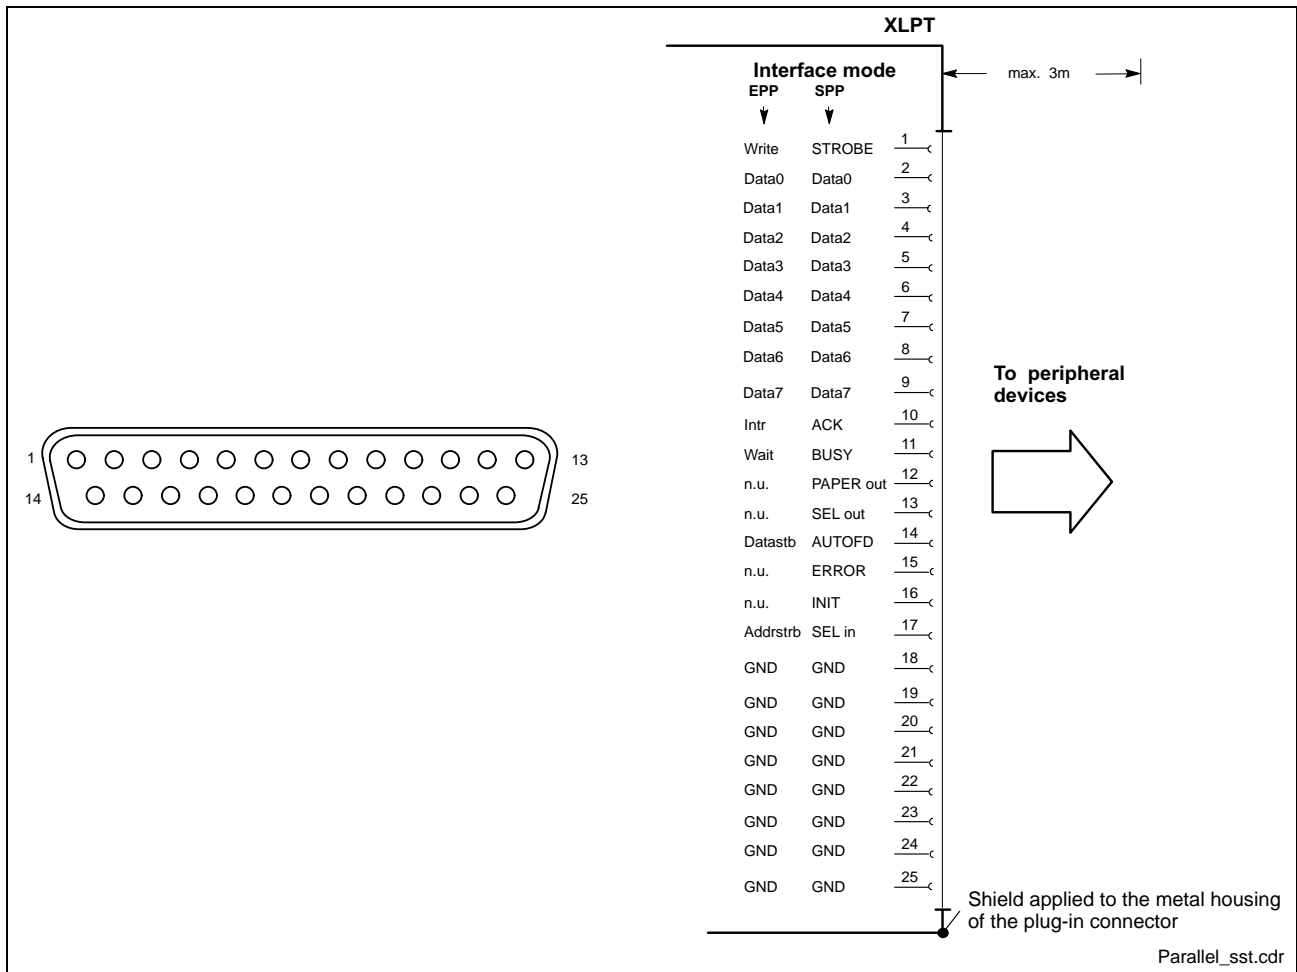 XLPT
Interface mode
max. 3m
EPP SPP
Write STROBE 1
Data0 Data0 2
Data1 Data1 3
Data2 Data2 4
Data3 Data3 5
Data4 Data4 6
Data5 Data5 7
Data6 Data6 8
Data7 Data7 9
Intr ACK 10
Wait BUSY 11
n.u. PAPER out 12
n.u. SEL out 13
Datastb AUTOFD 14
n.u. ERROR 15
n.u. INIT 16
Addrstrb SEL in 17
GND GND 18
GND GND 19
GND GND 20
GND GND 21
GND GND 22
GND GND 23
GND GND 24
GND GND 25
1 13
14 25
To peripheral
devices
Shield applied to the metal housing
of the plug-in connector
Parallel_sst.cdr